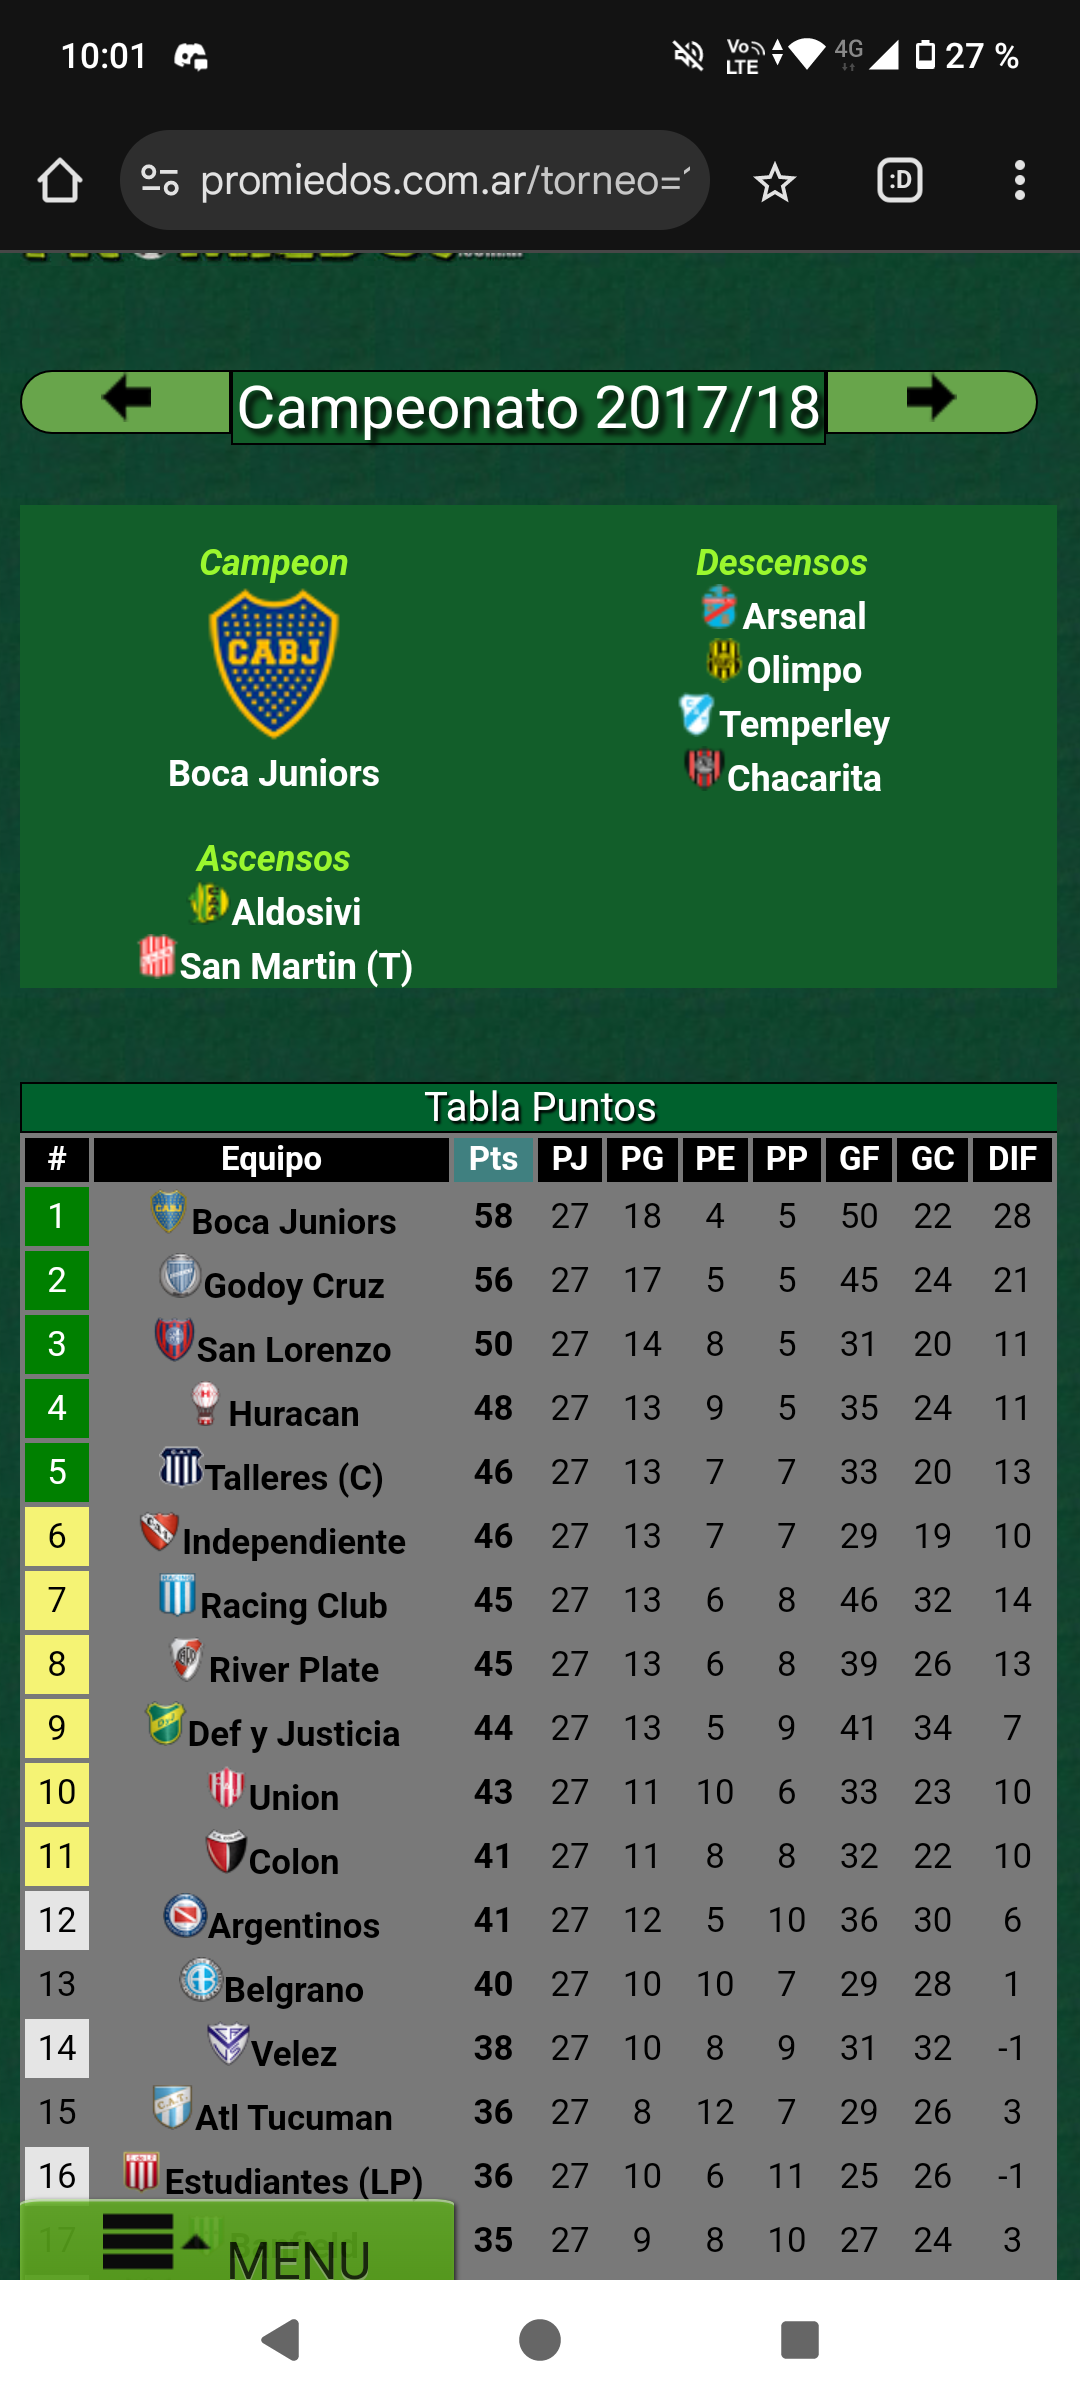 10:01 Vo LTE 4G 27 %
promiedos.com.ar/torneo=
Campeonato 2017/18
Campeon Descensos
CABJ Arsenal
Olimpo
Temperley
Boca Juniors Chacarita
Ascensos
Aldosivi
San Martin (T)
Tabla Puntos
# Equipo Pts PJ PG PE PP GF GC DIF
1 Boca Juniors 58 27 18 4 5 50 22 28
2 Godoy Cruz 56 27 17 5 5 45 24 21
3 San Lorenzo 50 27 14 8 5 31 20 11
4 Huracan 48 27 13 9 5 35 24 11
5 Talleres (C) 46 27 13 7 7 33 20 13
6 Independiente 46 27 13 7 7 29 19 10
7 Racing Club 45 27 13 6 8 46 32 14
8 River Plate 45 27 13 6 8 39 26 13
9 Def y Justicia 44 27 13 5 9 41 34 7
10 Union 43 27 11 10 6 33 23 10
11 Colon 41 27 11 8 8 32 22 10
12 Argentinos 41 27 12 5 10 36 30 6
13 Belgrano 40 27 10 10 7 29 28 1
14 Velez 38 27 10 8 9 31 32 -1
15 Atl Tucuman 36 27 8 12 7 29 26 3
16 Estudiantes (LP) 36 27 10 6 11 25 26 -1
17 Banfield 35 27 9 8 10 27 24 3
MENU